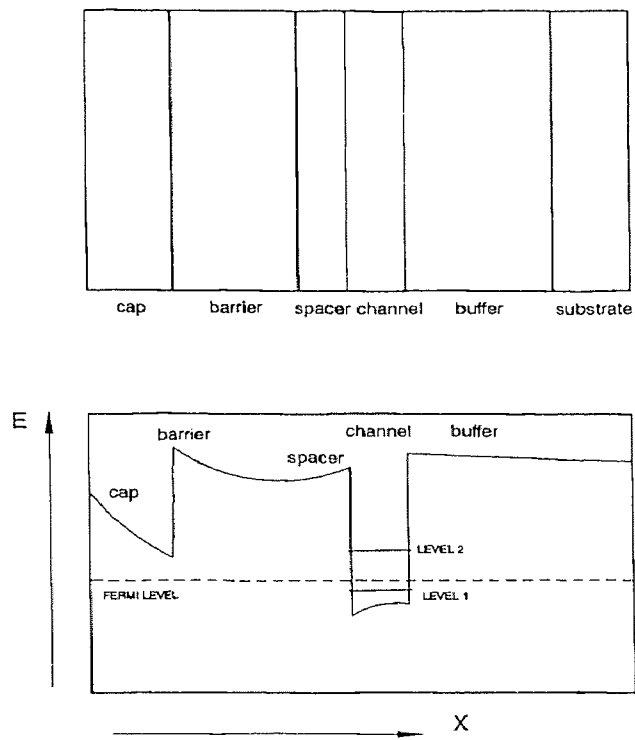 cap barrier spacer channel buffer substrate
E
barrier channel buffer
spacer
cap
LEVEL 2
FERMI LEVEL LEVEL 1
X